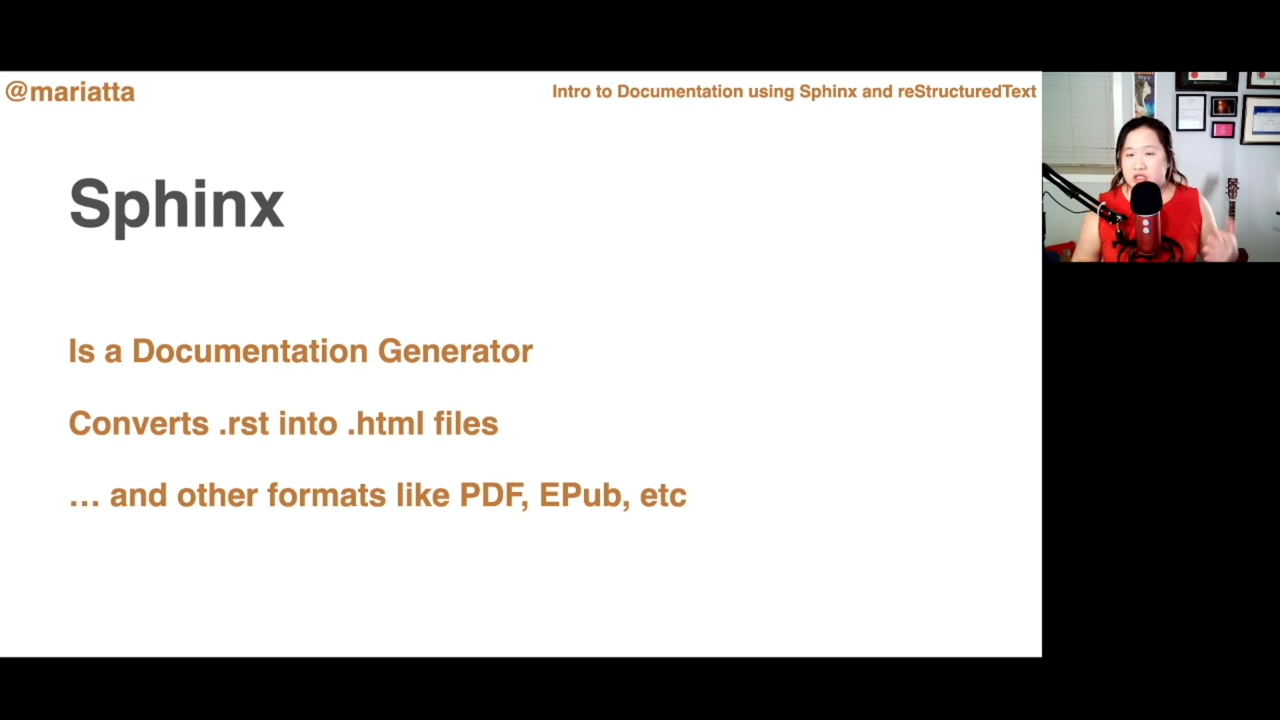 @mariatta
Intro to Documentation using Sphinx and reStructuredText
Sphinx
Is a Documentation Generator
Converts .rst into .html files
… and other formats like PDF, EPub, etc